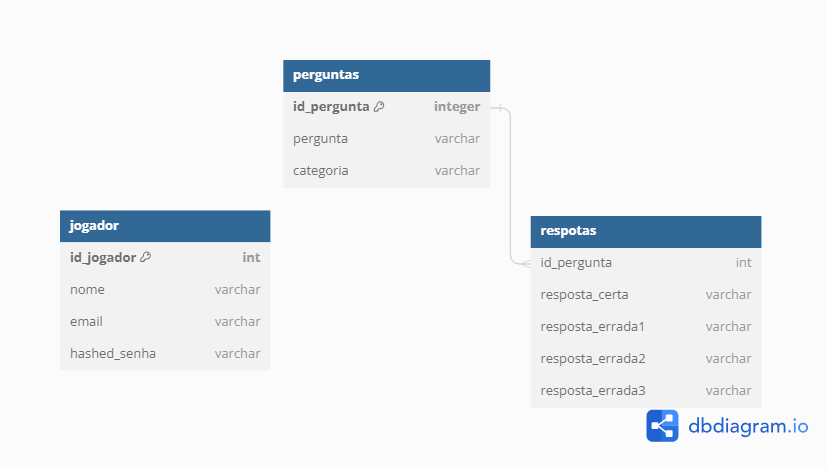 perguntas
id_pergunta integer
pergunta varchar
categoria varchar
jogador
id_jogador int
nome varchar
email varchar
hashed_senha varchar
respotas
id_pergunta int
resposta_certa varchar
resposta_errada1 varchar
resposta_errada2 varchar
resposta_errada3 varchar
dbdiagram.io